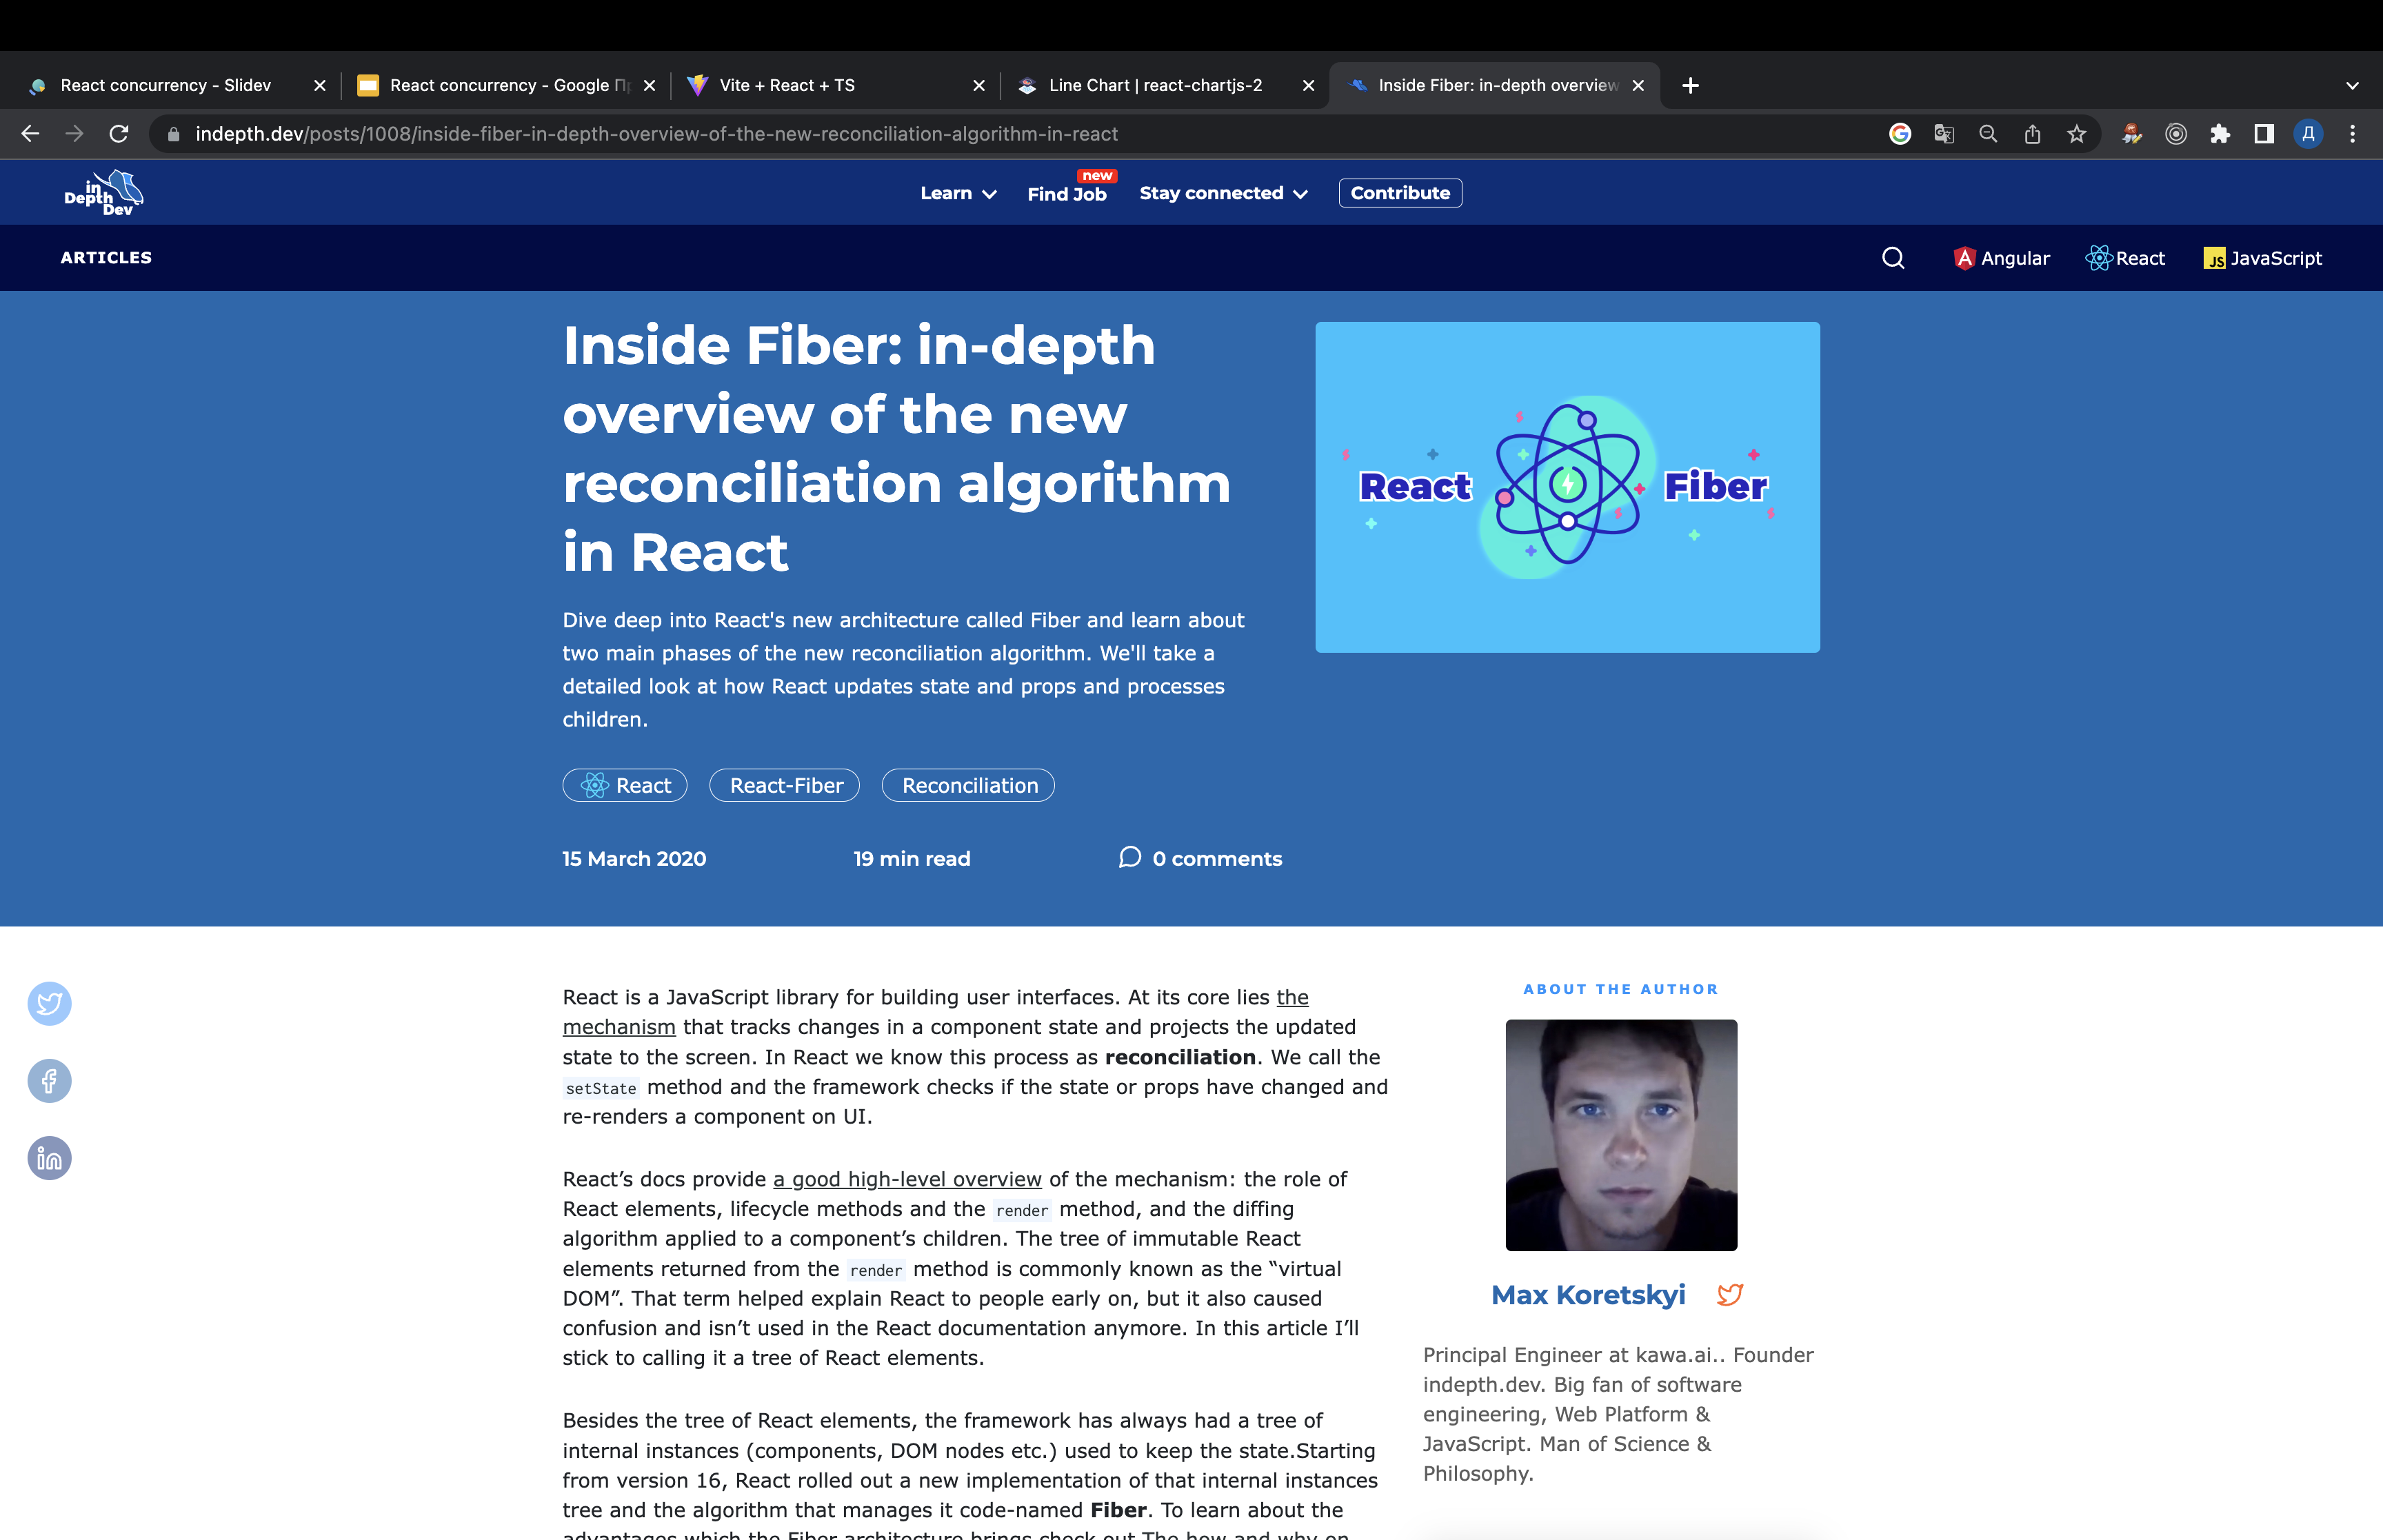 React concurrency - Slidev
React concurrency - Google Пр
Vite + React + TS
Line Chart | react-chartjs-2
Inside Fiber: in-depth overview
indepth.dev/posts/1008/inside-fiber-in-depth-overview-of-the-new-reconciliation-algorithm-in-react
Д
in
Depth
Dev
Learn
Find Job
new
Stay connected
Contribute
ARTICLES
Angular
React
JS JavaScript
Inside Fiber: in-depth
overview of the new
reconciliation algorithm
in React
React Fiber
Dive deep into React's new architecture called Fiber and learn about
two main phases of the new reconciliation algorithm. We'll take a
detailed look at how React updates state and props and processes
children.
React
React-Fiber
Reconciliation
15 March 2020
19 min read
0 comments
React is a JavaScript library for building user interfaces. At its core lies the
mechanism that tracks changes in a component state and projects the updated
state to the screen. In React we know this process as reconciliation. We call the
setState method and the framework checks if the state or props have changed and
re-renders a component on UI.
React’s docs provide a good high-level overview of the mechanism: the role of
React elements, lifecycle methods and the render method, and the diffing
algorithm applied to a component’s children. The tree of immutable React
elements returned from the render method is commonly known as the “virtual
DOM”. That term helped explain React to people early on, but it also caused
confusion and isn’t used in the React documentation anymore. In this article I’ll
stick to calling it a tree of React elements.
Besides the tree of React elements, the framework has always had a tree of
internal instances (components, DOM nodes etc.) used to keep the state.Starting
from version 16, React rolled out a new implementation of that internal instances
tree and the algorithm that manages it code-named Fiber. To learn about the
advantages which the Fiber architecture brings check out The how and why on
ABOUT THE AUTHOR
Max Koretskyi
Principal Engineer at kawa.ai.. Founder
indepth.dev. Big fan of software
engineering, Web Platform &
JavaScript. Man of Science &
Philosophy.